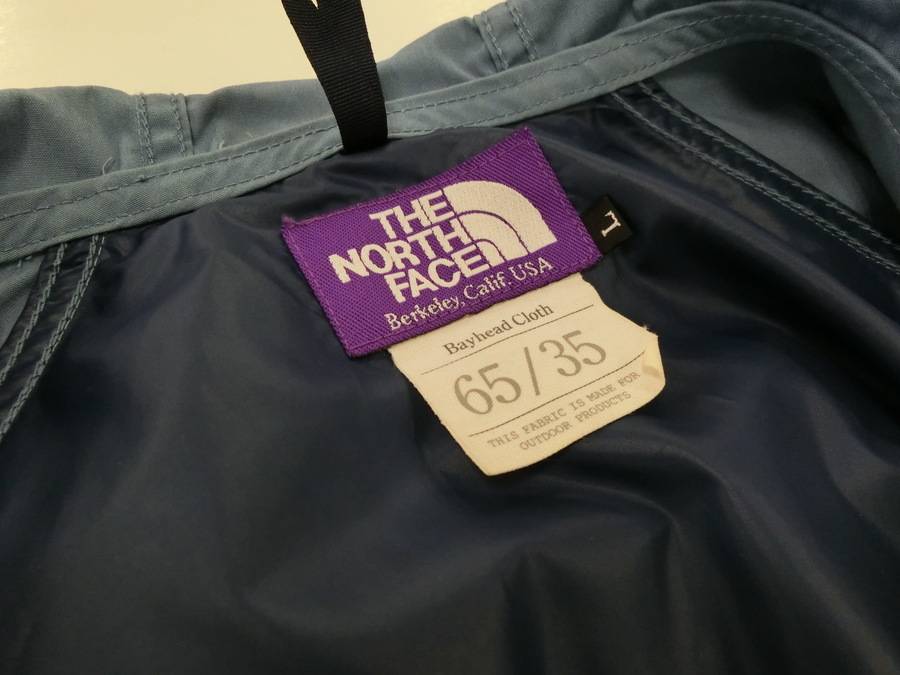 THE
NORTH
FACE
Berkeley, Calif. USA
Bayhead Cloth
65/35
THIS FABRIC IS MADE FOR
OUTDOOR PRODUCTS